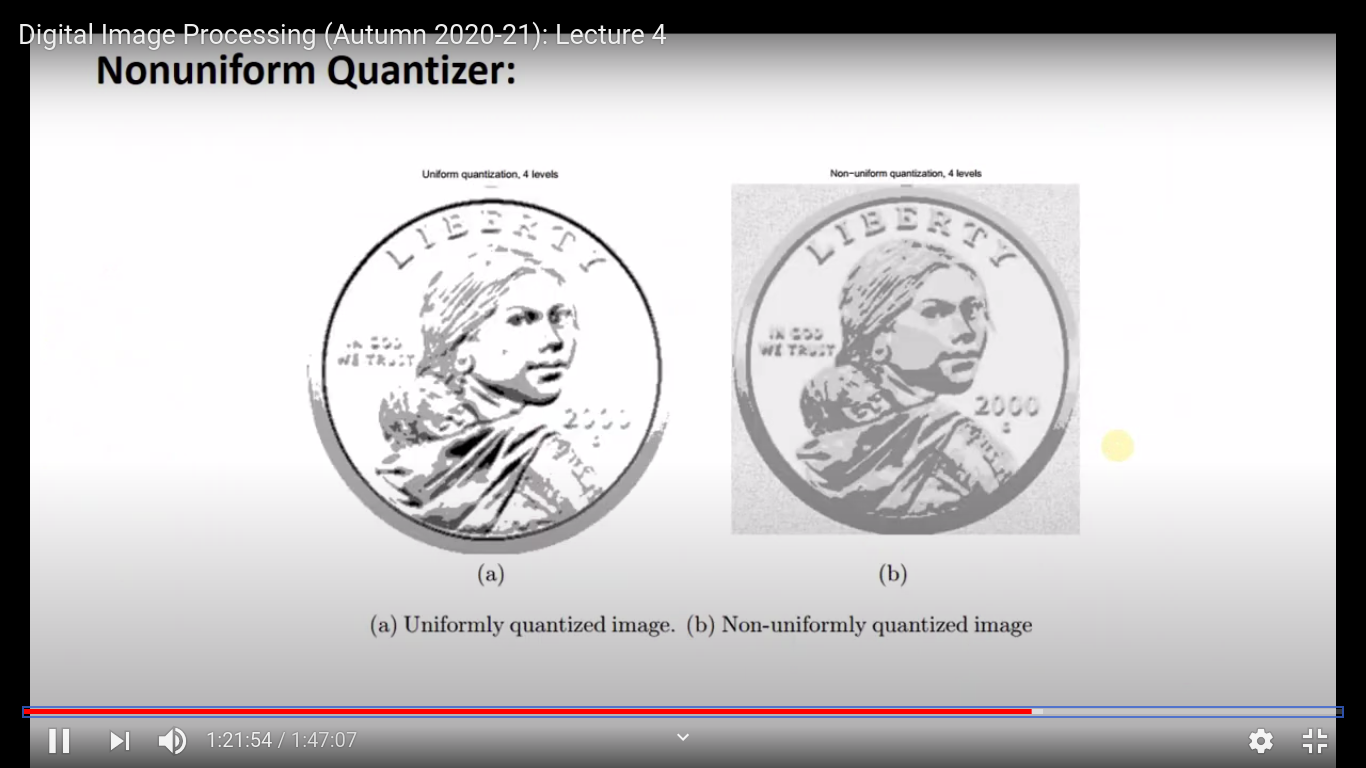 Digital Image Processing (Autumn 2020-21): Lecture 4
Nonuniform Quantizer:
Uniform quantization, 4 levels
Non-uniform quantization, 4 levels
LIBERTY
IN GOD
WE TRUST
2000
LIBERTY
IN GOD
WE TRUST
2000
S
(a)
(b)
(a) Uniformly quantized image. (b) Non-uniformly quantized image
1:21:54 / 1:47:07